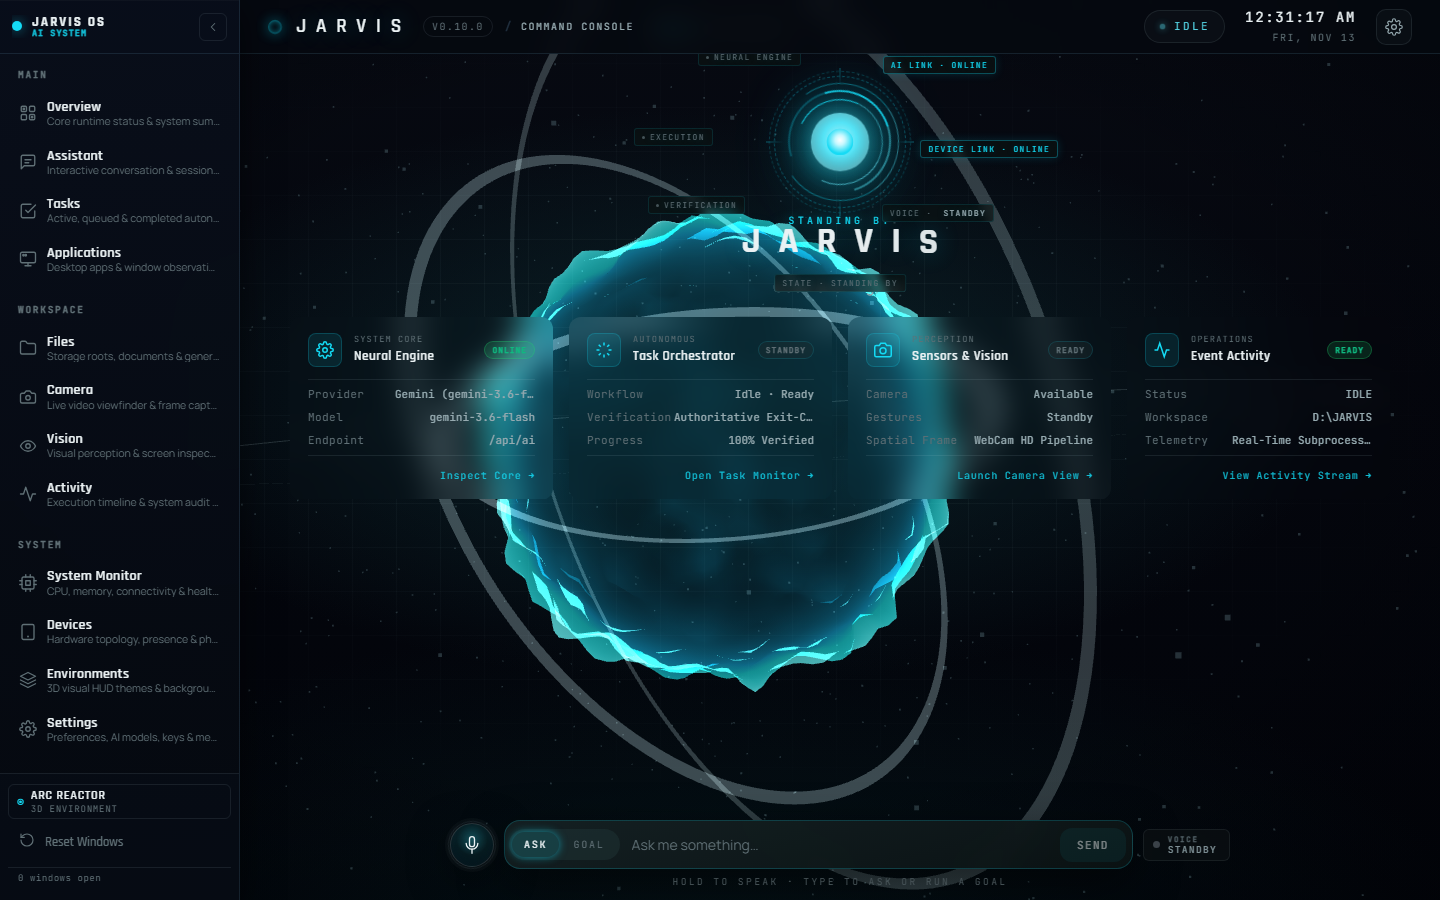 JARVIS OS
AI SYSTEM
JARVIS
V0.10.0
/
COMMAND CONSOLE
IDLE
12:31:17 AM
FRI, NOV 13
MAIN
Overview
Core runtime status & system sum…
Assistant
Interactive conversation & session…
Tasks
Active, queued & completed auton…
Applications
Desktop apps & window observati…
WORKSPACE
Files
Storage roots, documents & gener…
Camera
Live video viewfinder & frame capt…
Vision
Visual perception & screen inspec…
Activity
Execution timeline & system audit …
SYSTEM
System Monitor
CPU, memory, connectivity & healt…
Devices
Hardware topology, presence & ph…
Environments
3D visual HUD themes & backgrou…
Settings
Preferences, AI models, keys & me…
ARC REACTOR
3D ENVIRONMENT
Reset Windows
0 windows open
NEURAL ENGINE
AI LINK · ONLINE
EXECUTION
DEVICE LINK · ONLINE
VERIFICATION
VOICE · STANDBY
STANDING
JARVIS
STATE · STANDING BY
SYSTEM CORE
Neural Engine
ONLINE
Provider Gemini (gemini-3.6-f…
Model gemini-3.6-flash
Endpoint /api/ai
Inspect Core →
AUTONOMOUS
Task Orchestrator
STANDBY
Workflow Idle · Ready
Verification Authoritative Exit-C…
Progress 100% Verified
Open Task Monitor →
Sensors & Vision
READY
Camera Available
Gestures Standby
Spatial Frame WebCam HD Pipeline
Launch Camera View →
OPERATIONS
Event Activity
READY
Status IDLE
Workspace D:\JARVIS
Telemetry Real-Time Subprocess…
View Activity Stream →
ASK
GOAL
Ask me something…
SEND
VOICE
STANDBY
HOLD TO SPEAK · TYPE TO ASK OR RUN A GOAL